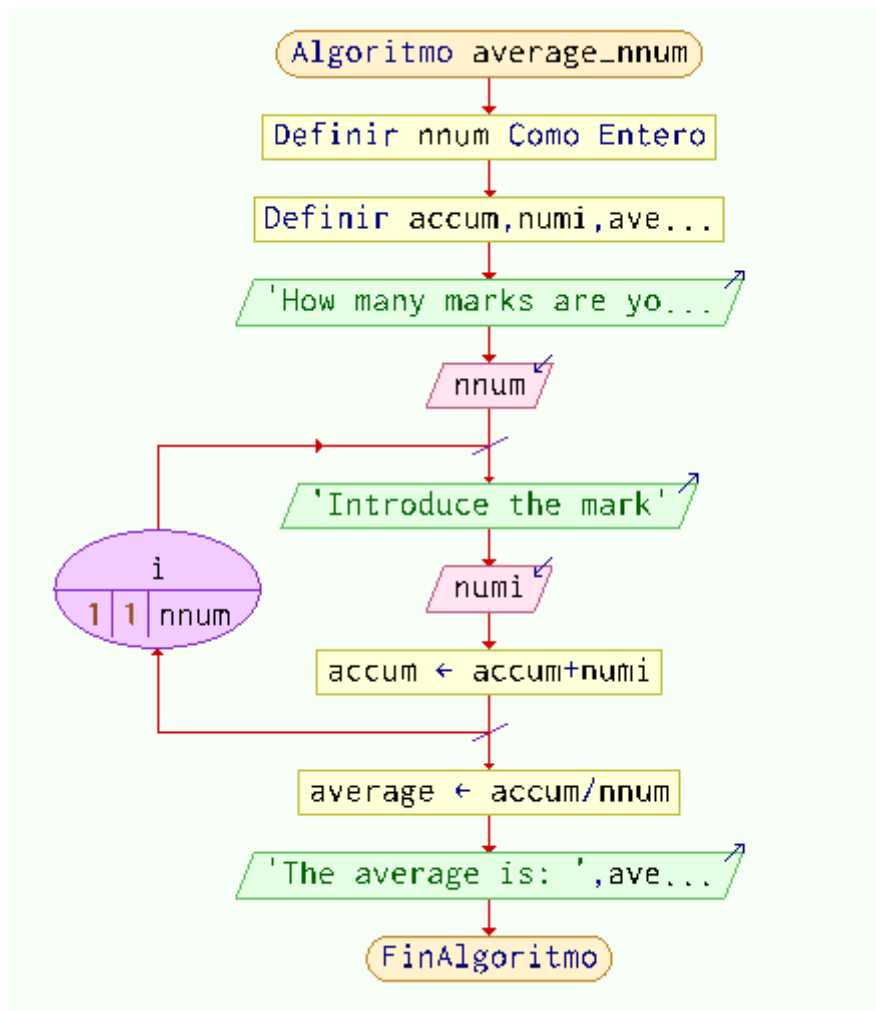 Algoritmo average_nnum
Definir nnum Como Entero
Definir accum,numi,ave...
'How many marks are yo...
nnum
'Introduce the mark'
i
1 1 nnum
numi
accum ← accum+numi
average ← accum/nnum
'The average is: ',ave...
FinAlgoritmo